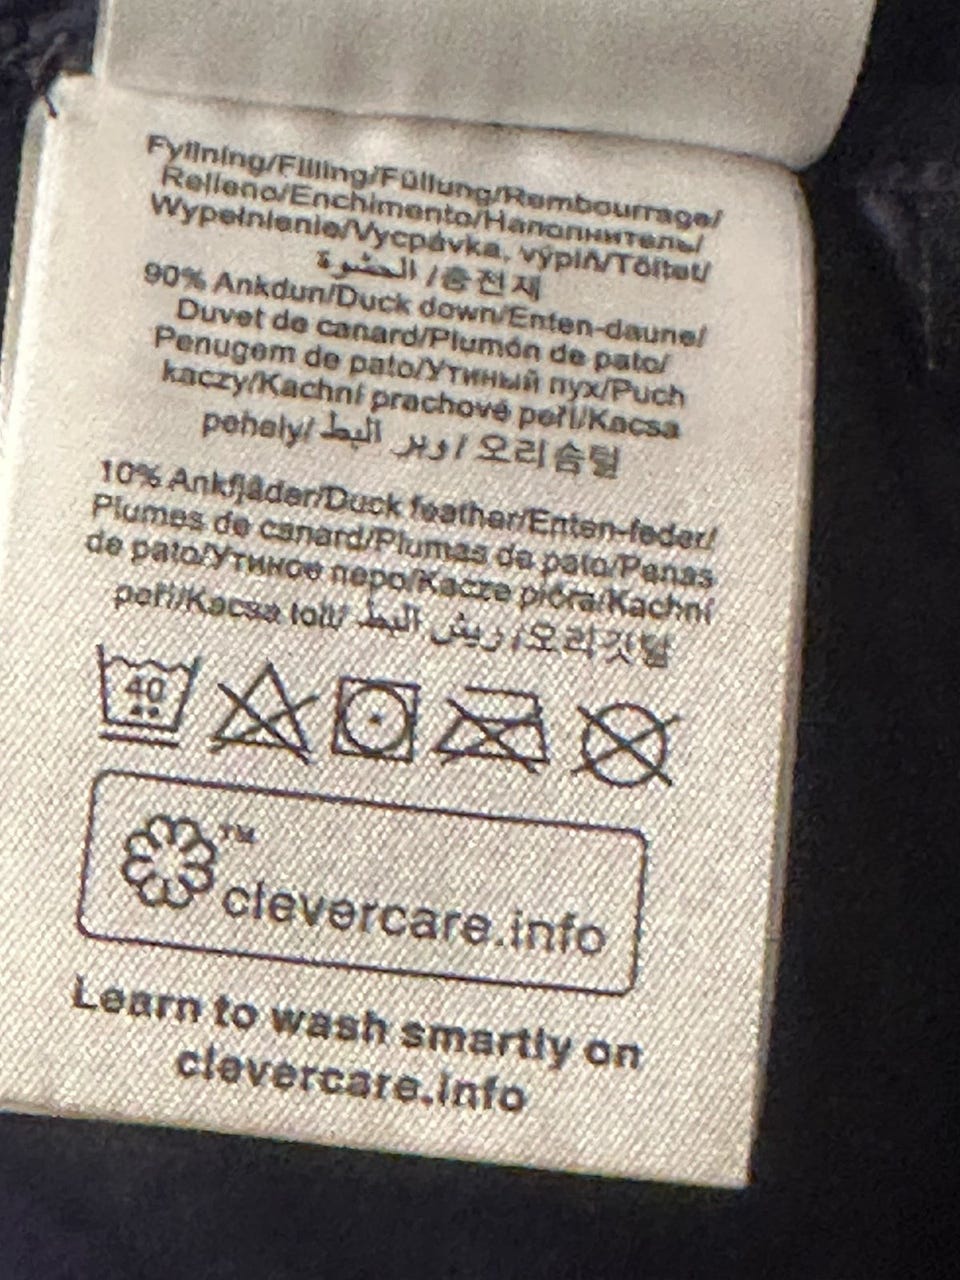 Fyllning/Filling/Füllung/Rembourrage/
Relleno/Enchimento/Наполнитель/
Wypełnienie/Vycpávka, výplň/Töltet/
الحشوة /충전재
90% Ankdun/Duck down/Enten-daune/
Duvet de canard/Plumón de pato/
Penugem de pato/Утиный пух/Puch
kaczy/Kachní prachové peří/Kacsa
pehely/ وبر البط / 오리솜털
10% Ankfjäder/Duck feather/Enten-feder/
Plumes de canard/Plumas de pato/Penas
de pato/Утиное перо/Kacze pióra/Kachní
peří/Kacsa toll/ ريش البط /오리깃털
40
™
clevercare.info
Learn to wash smartly on
clevercare.info